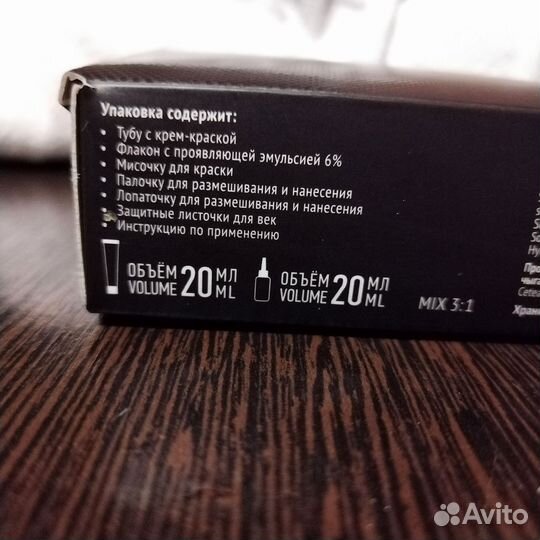 Упаковка содержит:
• Тубу с крем-краской
• Флакон с проявляющей эмульсией 6%
• Мисочку для краски
• Палочку для размешивания и нанесения
• Лопаточку для размешивания и нанесения
• Защитные листочки для век
• Инструкцию по применению
ОБЪЁМ 20 МЛ
VOLUME ML
ОБЪЁМ 20 МЛ
VOLUME ML
MIX 3:1
Avito